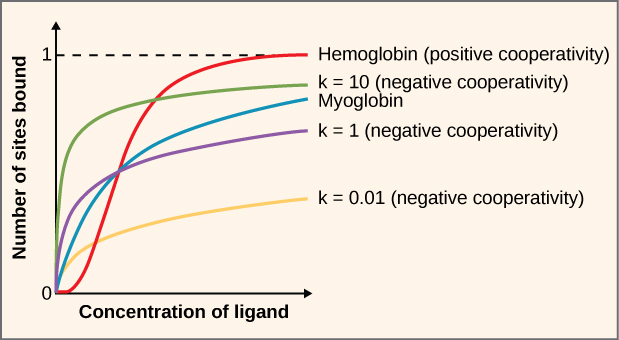 1
Hemoglobin (positive cooperativity)
k = 10 (negative cooperativity)
Myoglobin
k = 1 (negative cooperativity)
k = 0.01 (negative cooperativity)
Number of sites bound
0
Concentration of ligand